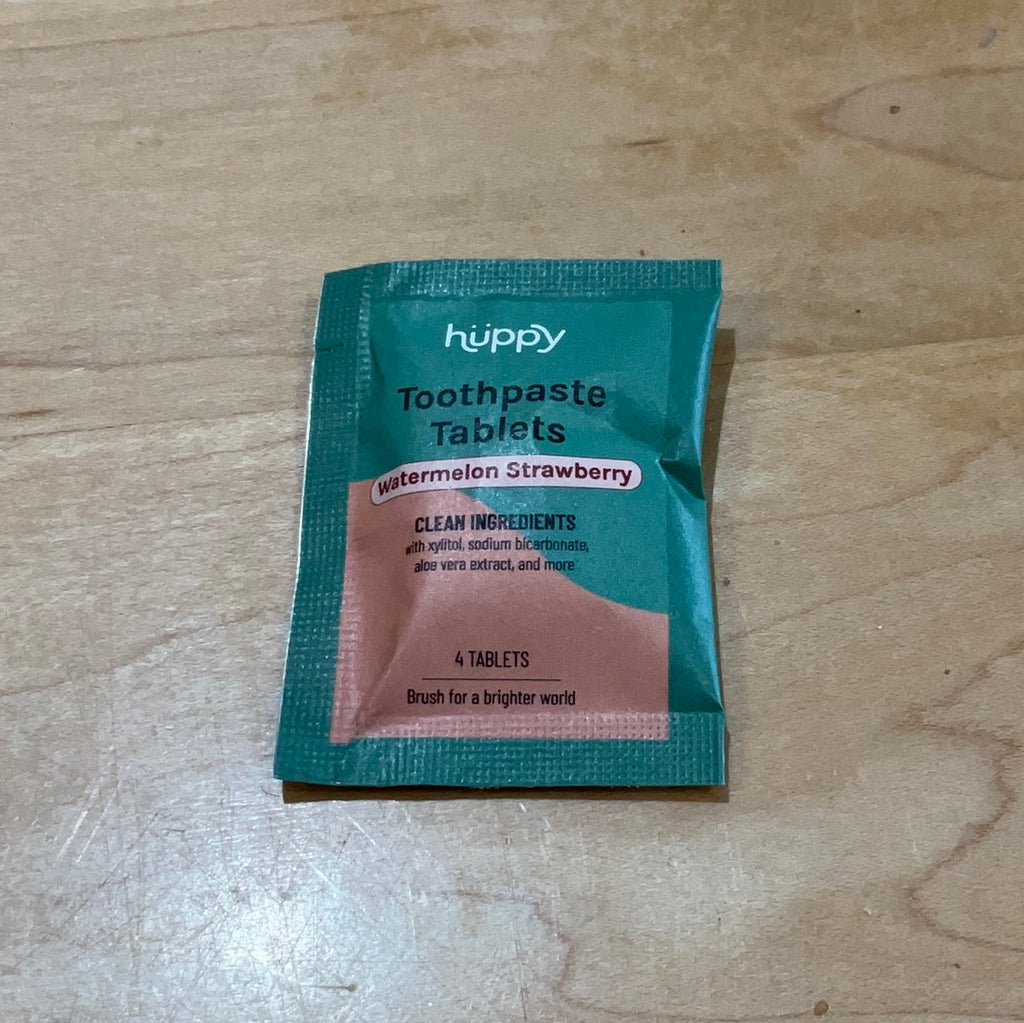 hüppy
Toothpaste
Tablets
Watermelon Strawberry
CLEAN INGREDIENTS
with xylitol, sodium bicarbonate,
aloe vera extract, and more
4 TABLETS
Brush for a brighter world